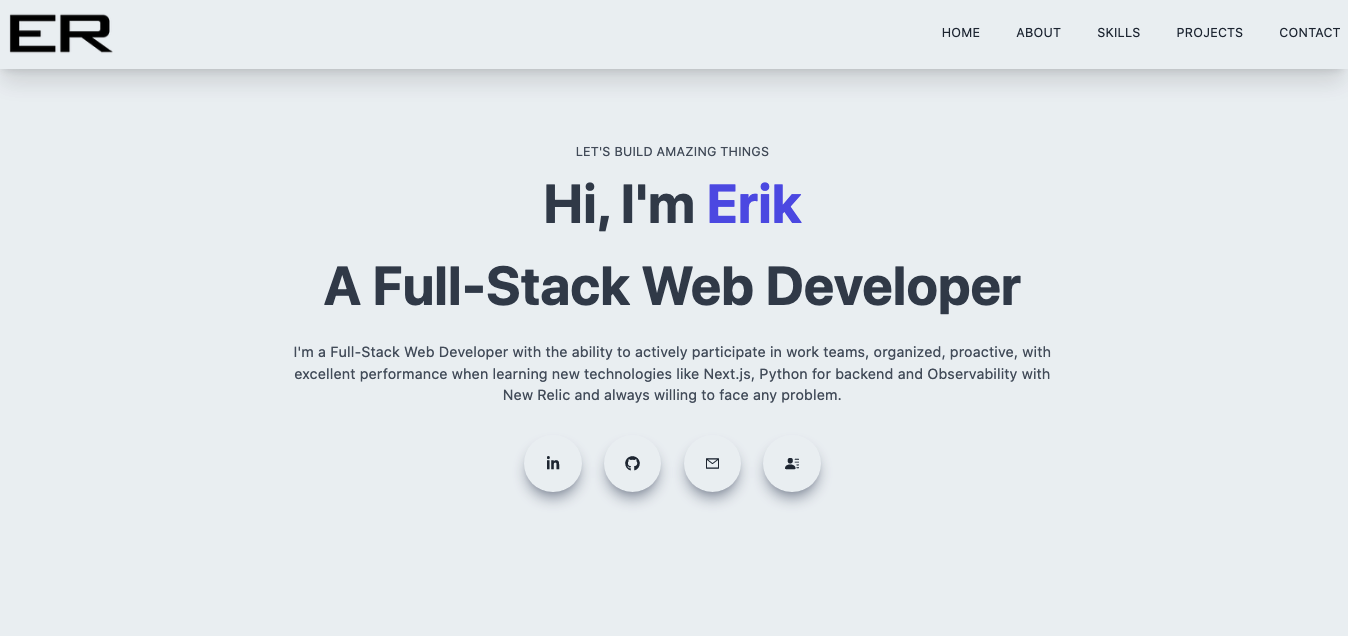 ER
HOME ABOUT SKILLS PROJECTS CONTACT
LET'S BUILD AMAZING THINGS
Hi, I'm Erik
A Full-Stack Web Developer
I'm a Full-Stack Web Developer with the ability to actively participate in work teams, organized, proactive, with
excellent performance when learning new technologies like Next.js, Python for backend and Observability with
New Relic and always willing to face any problem.
in